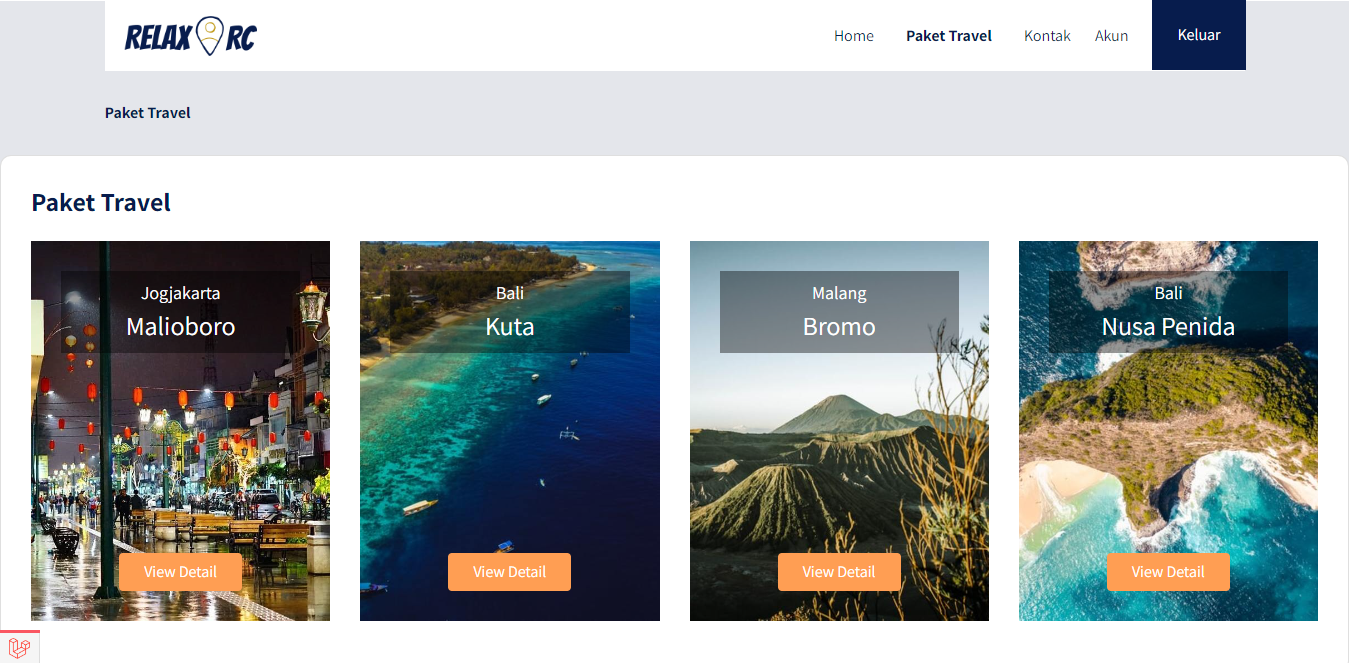 RELAX RC
Home
Paket Travel
Kontak
Akun
Keluar
Paket Travel
Paket Travel
Jogjakarta
Malioboro
View Detail
Bali
Kuta
View Detail
Malang
Bromo
View Detail
Bali
Nusa Penida
View Detail